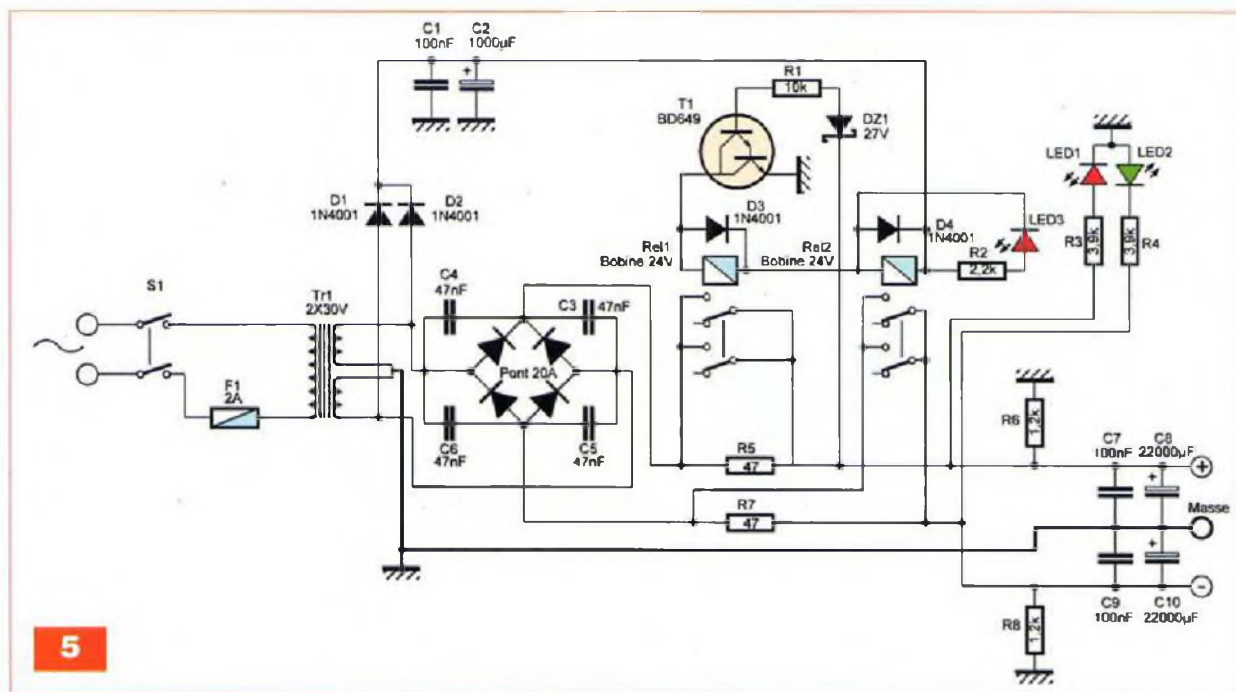 C1
100nF
C2
1000µF
+
R1
10k
T1
BD649
DZ1
27V
LED1
LED2
D1
1N4001
D2
1N4001
D3
1N4001
D4
1N4001
LED3
Rel1
Bobine 24V
Rel2
Bobine 24V
R2
2,2k
R3
3,9k
R4
3,9k
S1
Tr1
2X30V
C4
47nF
C3
47nF
Pont 20A
F1
2A
C6
47nF
C5
47nF
R5
47
R7
47
R6
1,2k
C7
100nF
C8
22000µF
+
+
Masse
+
-
C9
100nF
C10
22000µF
R8
1,2k
5